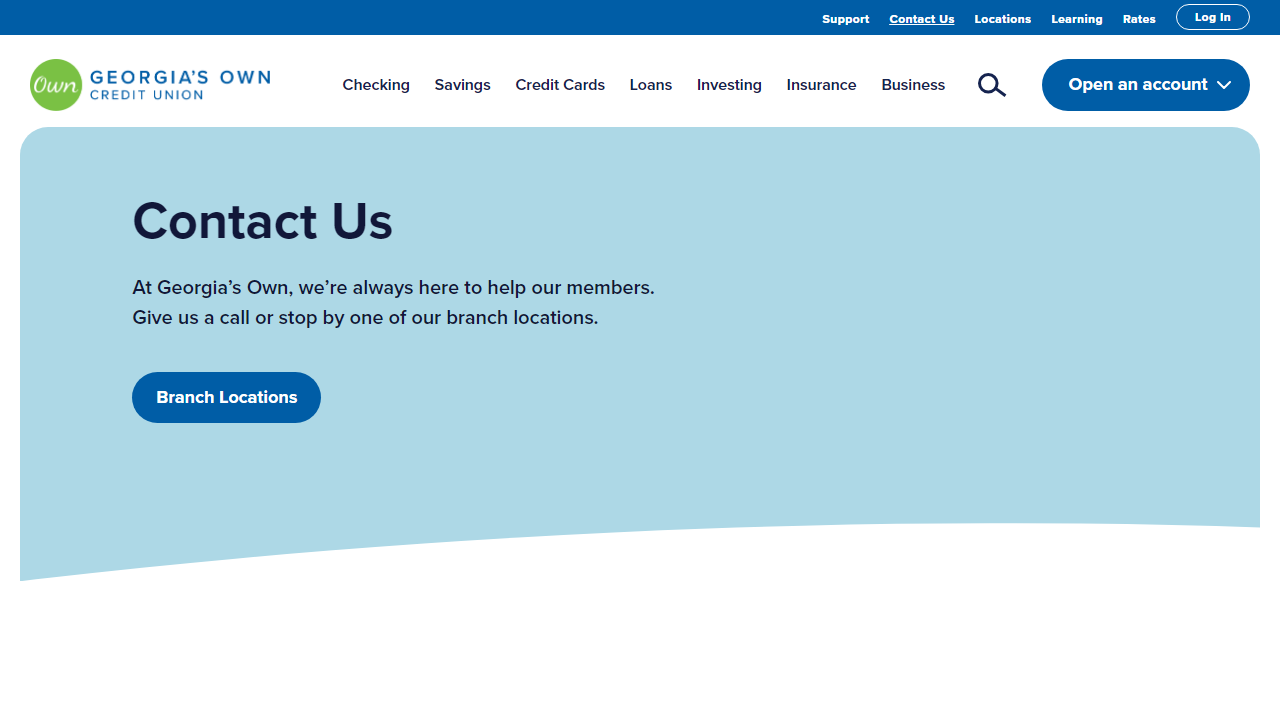 Support Contact Us Locations Learning Rates Log In
Own GEORGIA'S OWN
CREDIT UNION
Checking Savings Credit Cards Loans Investing Insurance Business Open an account
Contact Us
At Georgia’s Own, we’re always here to help our members.
Give us a call or stop by one of our branch locations.
Branch Locations